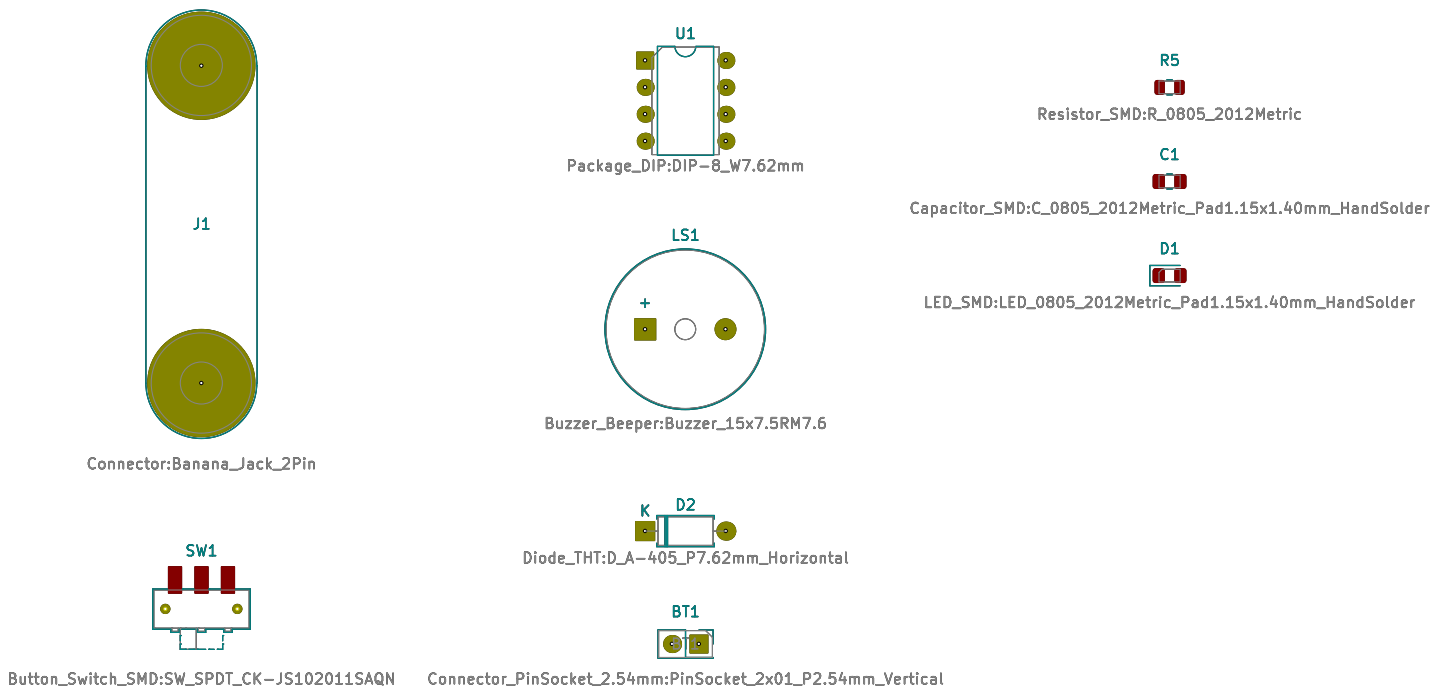 J1
Connector:Banana_Jack_2Pin
SW1
Button_Switch_SMD:SW_SPDT_CK-JS102011SAQN
U1
Package_DIP:DIP-8_W7.62mm
LS1
+
Buzzer_Beeper:Buzzer_15x7.5RM7.6
K
D2
Diode_THT:D_A-405_P7.62mm_Horizontal
BT1
Connector_PinSocket_2.54mm:PinSocket_2x01_P2.54mm_Vertical
R5
Resistor_SMD:R_0805_2012Metric
C1
Capacitor_SMD:C_0805_2012Metric_Pad1.15x1.40mm_HandSolder
D1
LED_SMD:LED_0805_2012Metric_Pad1.15x1.40mm_HandSolder